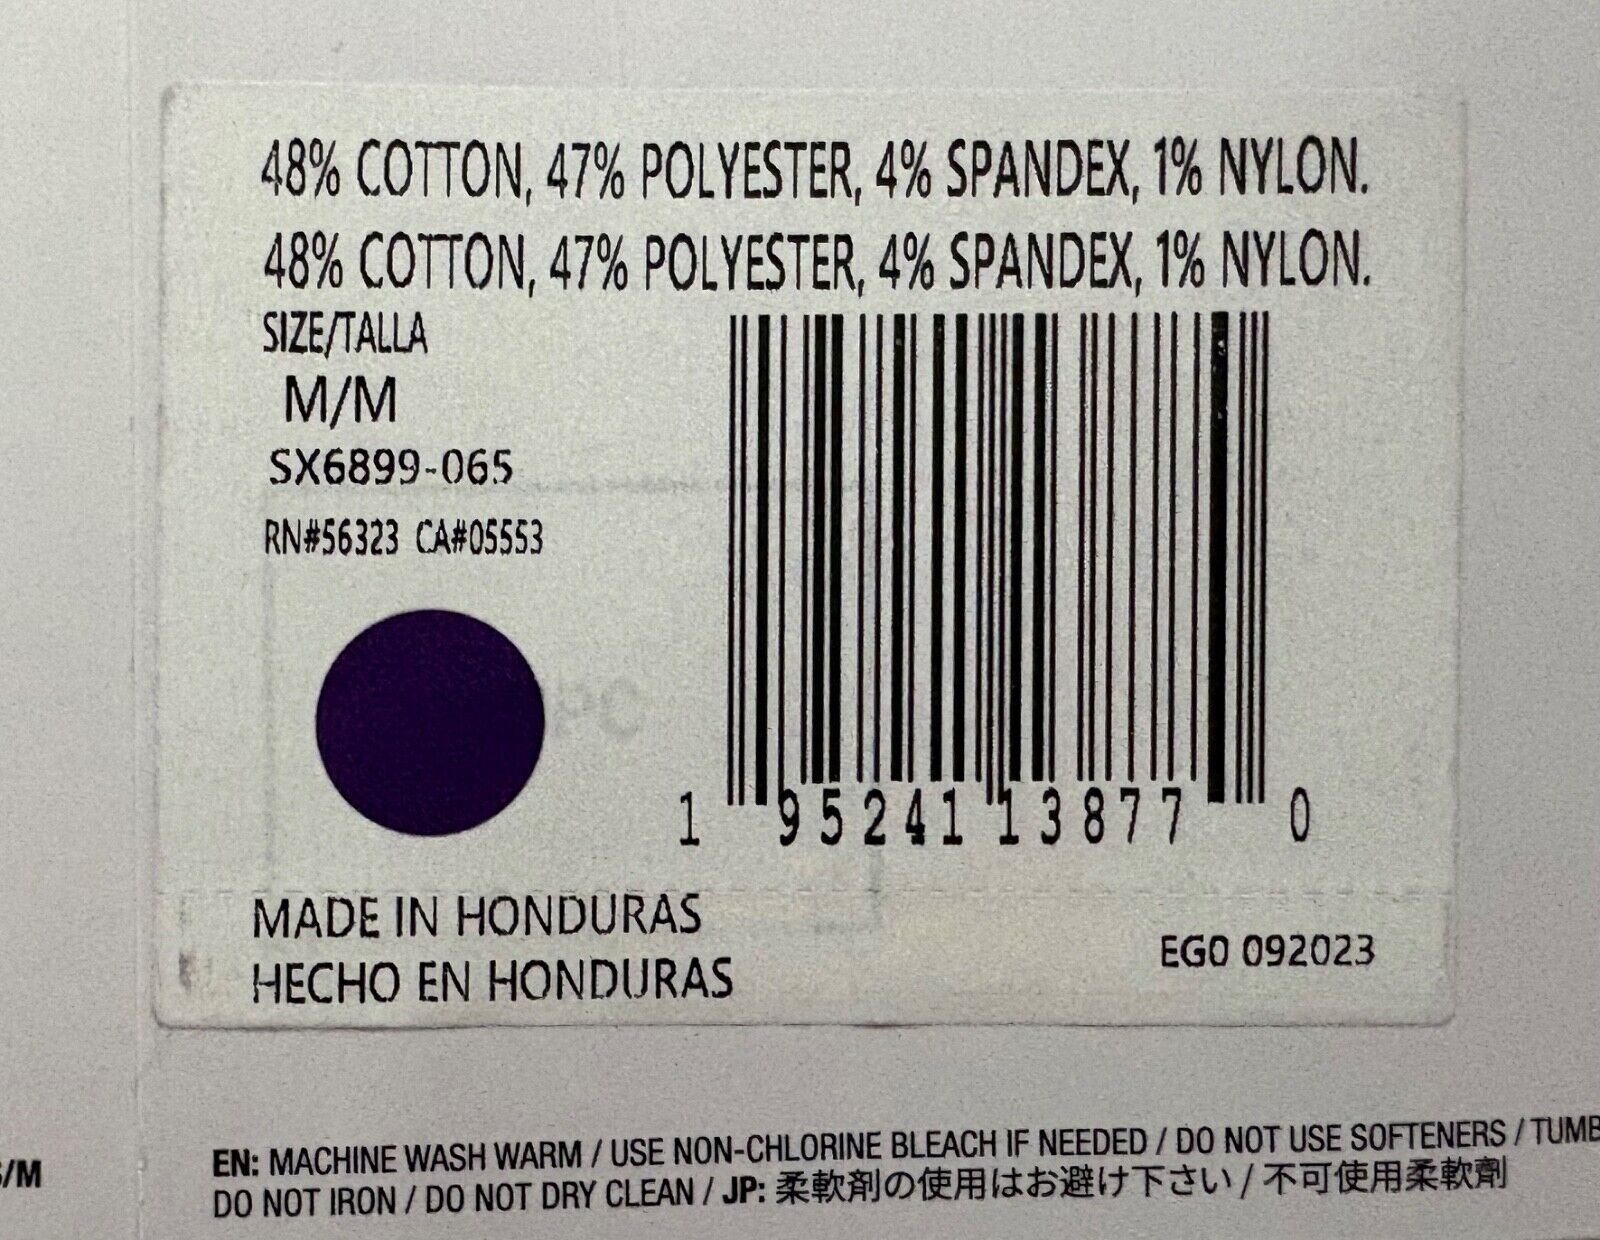 48% COTTON, 47% POLYESTER, 4% SPANDEX, 1% NYLON.
48% COTTON, 47% POLYESTER, 4% SPANDEX, 1% NYLON.
SIZE/TALLA
M/M
SX6899-065
RN#56323 CA#05553
1 95241 13877 0
MADE IN HONDURAS
HECHO EN HONDURAS
EG0 092023
/M
EN: MACHINE WASH WARM / USE NON-CHLORINE BLEACH IF NEEDED / DO NOT USE SOFTENERS / TUMB
DO NOT IRON / DO NOT DRY CLEAN / JP: 柔軟剤の使用はお避け下さい / 不可使用柔軟劑